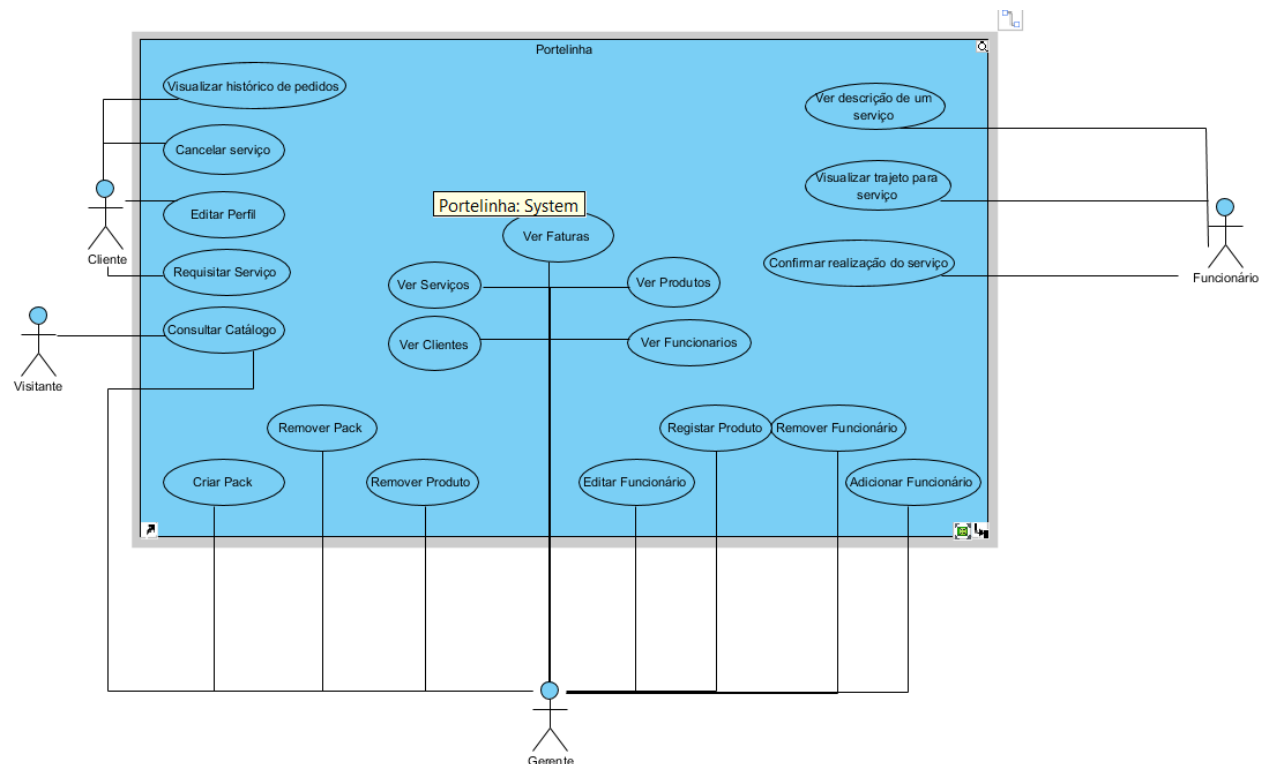 Portelinha
Visualizar histórico de pedidos
Ver descrição de um
serviço
Cancelar serviço
Visualizar trajeto para
serviço
Portelinha: System
Editar Perfil
Ver Faturas
Cliente
Requisitar Serviço
Confirmar realização do serviço
Funcionário
Ver Serviços
Ver Produtos
Consultar Catálogo
Ver Clientes
Ver Funcionarios
Visitante
Remover Pack
Registar Produto
Remover Funcionário
Criar Pack
Remover Produto
Editar Funcionário
Adicionar Funcionário
Gerente